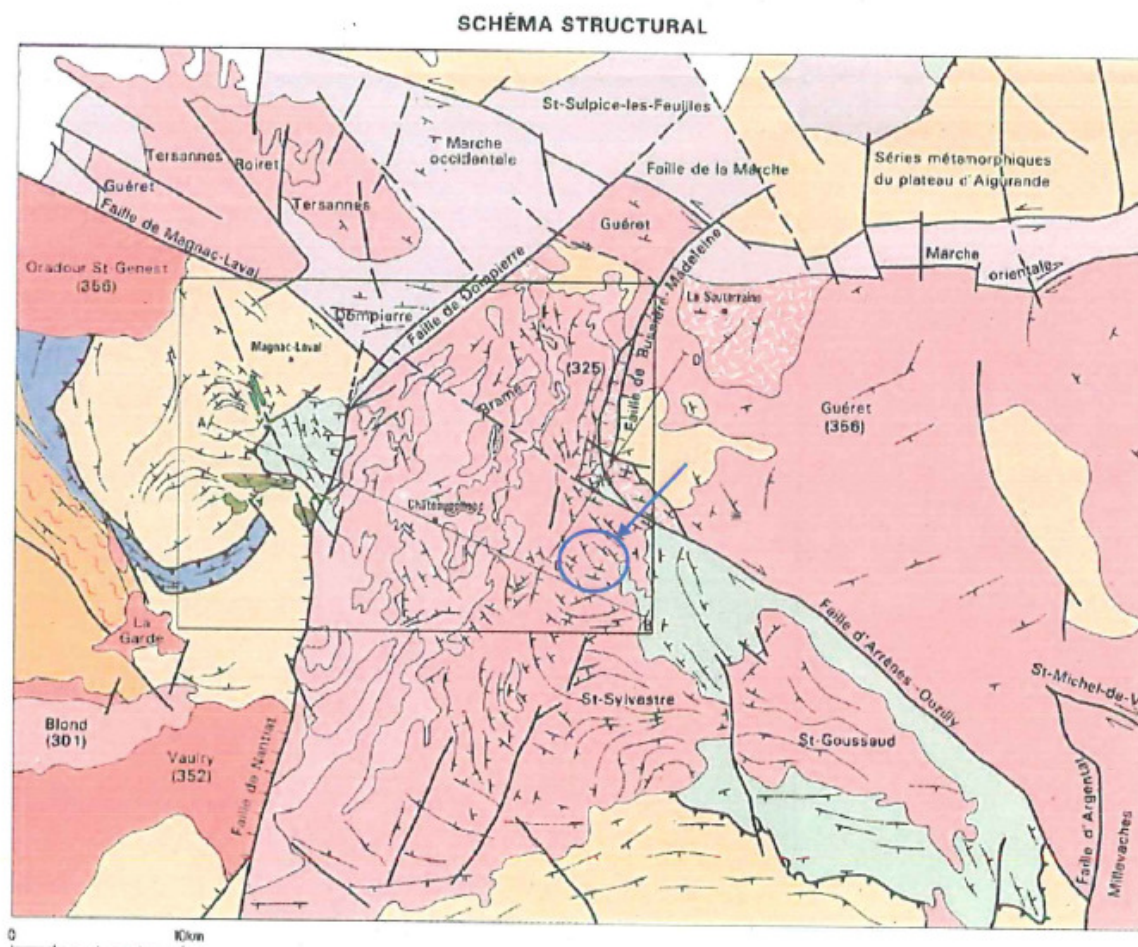 SCHÉMA STRUCTURAL
St-Sulpice-les-Feuilles
Marche
occidentale
Tersannes
Roiret
Faille de la Marche
Séries métamorphiques
du plateau d'Aigurande
Guéret
Tersannes
Faille de Magnac-Laval
Guéret
Marche
orientale
Oradour St-Genest
(356)
Dompierre
Faille de Dompierre
Faille de Bussière-Madeleine
La Souterraine
Magnac-Laval
D
(325)
Brame
Guéret
(356)
A
Châteauponsac
La
Garde
B
Faille d'Arrênes-Ouzilly
St-Michel-de-V
St-Sylvestre
Blond
(301)
Vaulry
(352)
Faille de Nantiat
St-Goussaud
Faille d'Argental
Millevaches
0
10km